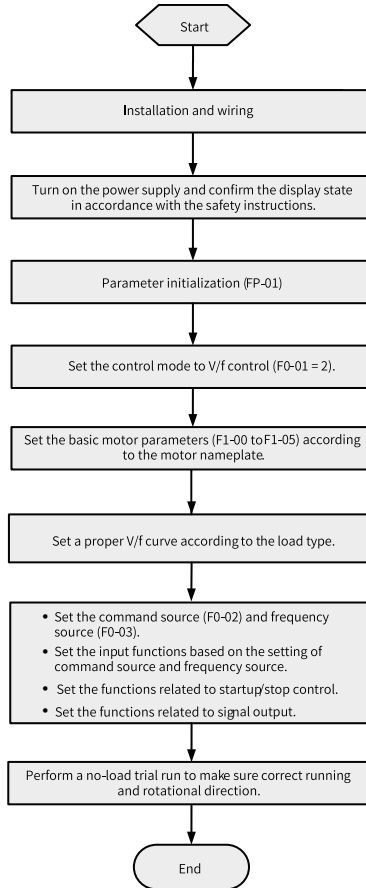 Start
Installation and wiring
Turn on the power supply and confirm the display state
in accordance with the safety instructions.
Parameter initialization (FP-01)
Set the control mode to V/f control (F0-01 = 2).
Set the basic motor parameters (F1-00 to F1-05) according
to the motor nameplate.
Set a proper V/f curve according to the load type.
• Set the command source (F0-02) and frequency
source (F0-03).
• Set the input functions based on the setting of
command source and frequency source.
• Set the functions related to startup/stop control.
• Set the functions related to signal output.
Perform a no-load trial run to make sure correct running
and rotational direction.
End